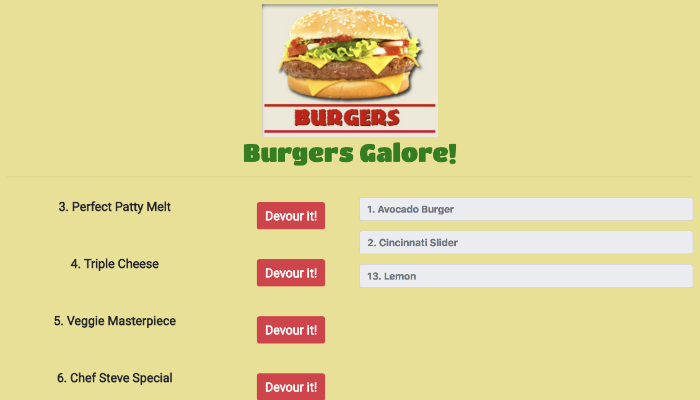 BURGERS
Burgers Galore!
3. Perfect Patty Melt
Devour it!
1. Avocado Burger
2. Cincinnati Slider
4. Triple Cheese
Devour it!
13. Lemon
5. Veggie Masterpiece
Devour it!
6. Chef Steve Special
Devour it!